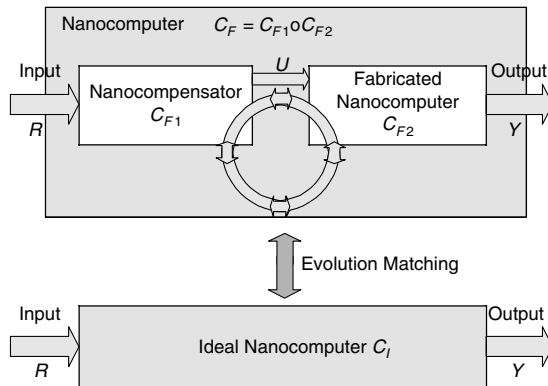 Nanocomputer C_F = C_F1 o C_F2
Input
U
Output
Nanocompensator
C_F1
Fabricated
Nanocomputer
C_F2
R
Y
Evolution Matching
Input
Output
Ideal Nanocomputer C_I
R
Y